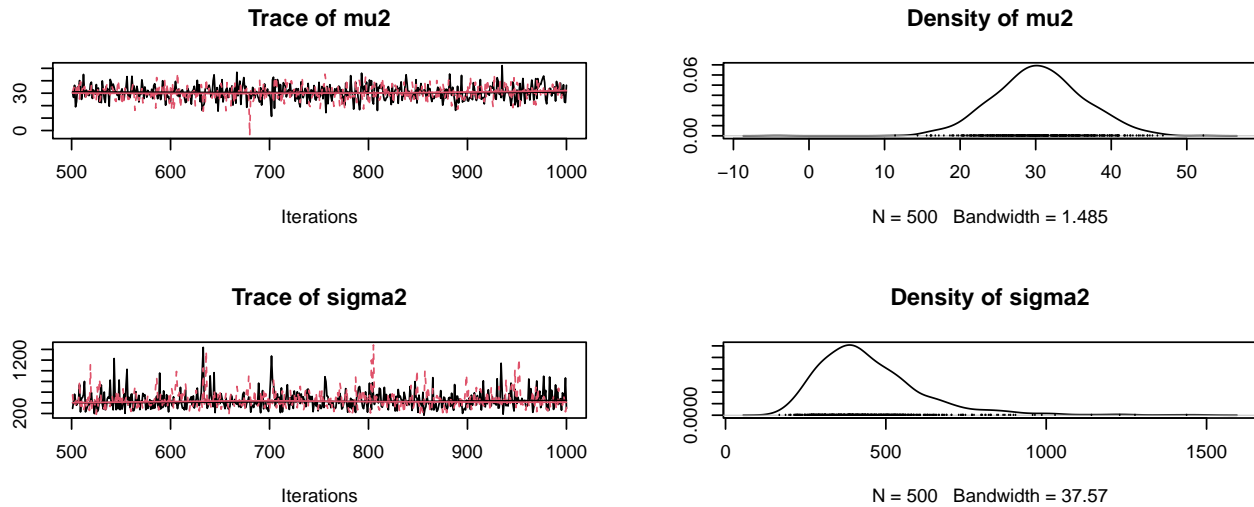 Trace of mu2
0 30
500 600 700 800 900 1000
Iterations
Density of mu2
0.00 0.06
−10 0 10 20 30 40 50
N = 500 Bandwidth = 1.485
Trace of sigma2
200 1200
500 600 700 800 900 1000
Iterations
Density of sigma2
0.0000
0 500 1000 1500
N = 500 Bandwidth = 37.57